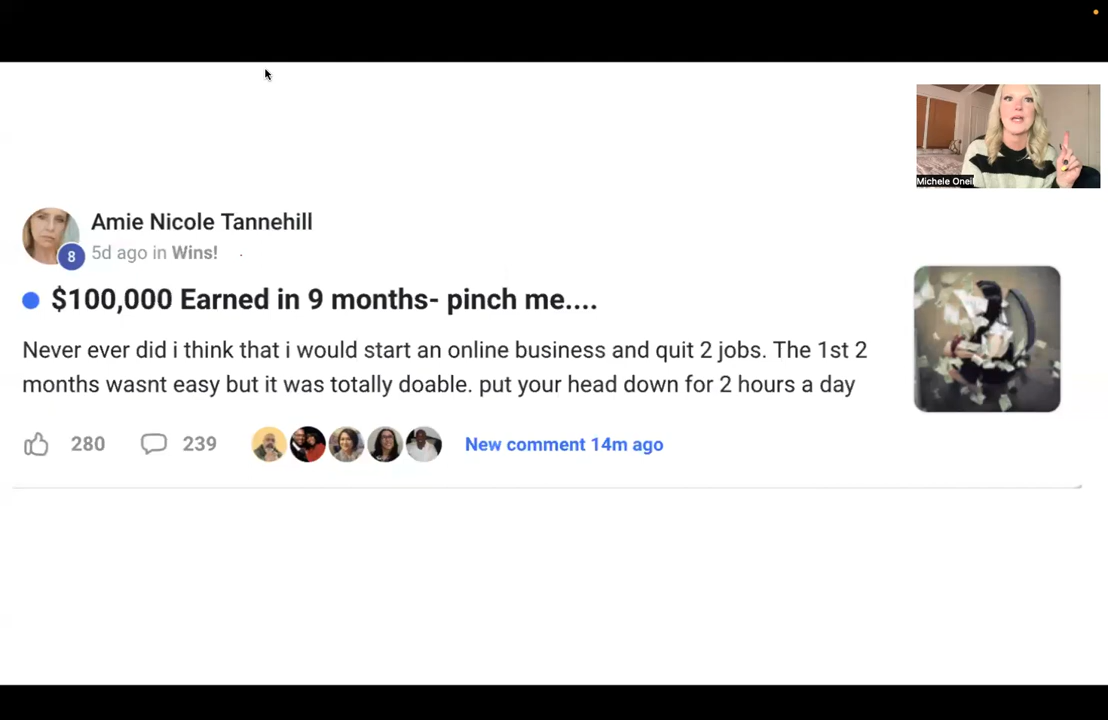 Michele Oneil
Amie Nicole Tannehill
8
5d ago in Wins!
$100,000 Earned in 9 months- pinch me....
Never ever did i think that i would start an online business and quit 2 jobs. The 1st 2
months wasnt easy but it was totally doable. put your head down for 2 hours a day
280
239
New comment 14m ago